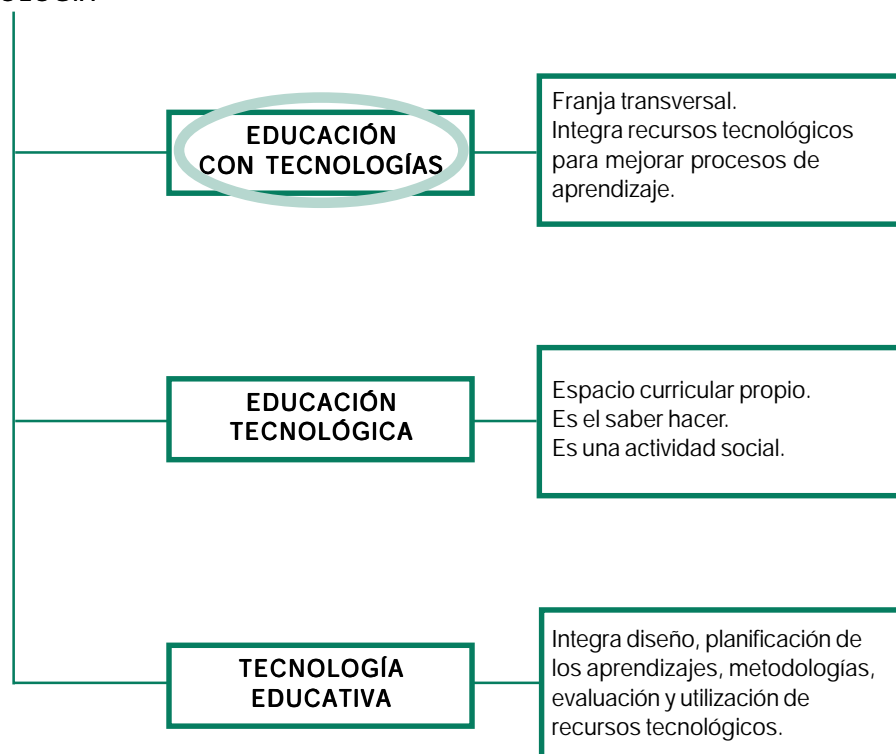 EDUCACIÓN
CON TECNOLOGÍAS
Franja transversal.
Integra recursos tecnológicos
para mejorar procesos de
aprendizaje.
EDUCACIÓN
TECNOLÓGICA
Espacio curricular propio.
Es el saber hacer.
Es una actividad social.
TECNOLOGÍA
EDUCATIVA
Integra diseño, planificación de
los aprendizajes, metodologías,
evaluación y utilización de
recursos tecnológicos.